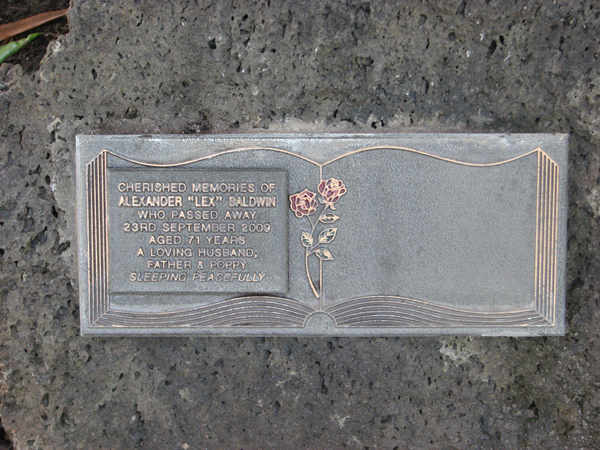 CHERISHED MEMORIES OF
ALEXANDER "LEX" BALDWIN
WHO PASSED AWAY
23RD SEPTEMBER 2009
AGED 71 YEARS
A LOVING HUSBAND,
FATHER & POPPY
SLEEPING PEACEFULLY